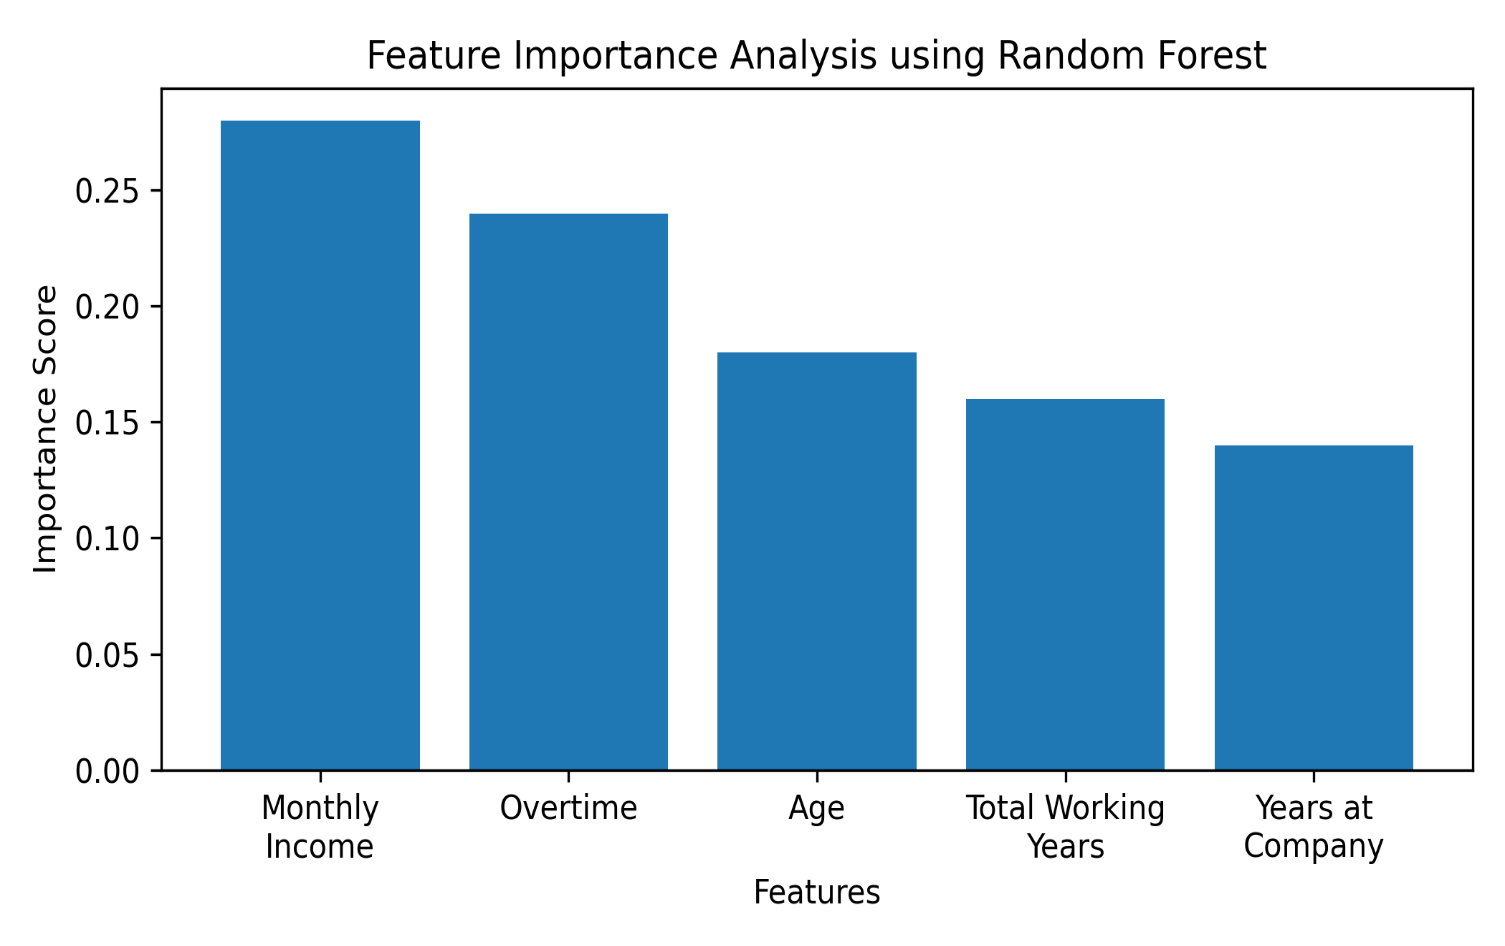 Feature Importance Analysis using Random Forest
Importance Score
0.25
0.20
0.15
0.10
0.05
0.00
Monthly
Income
Overtime
Age
Total Working
Years
Years at
Company
Features